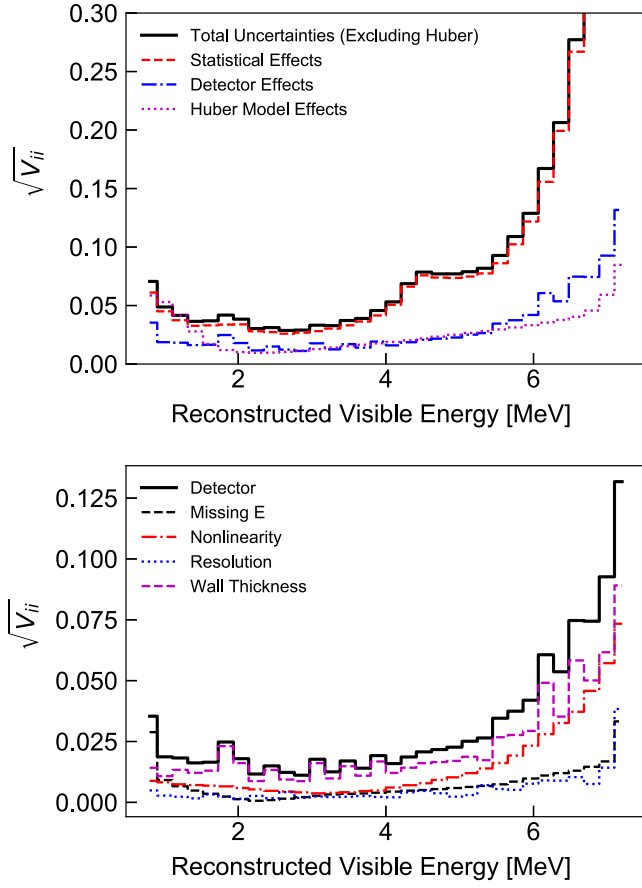 0.30
0.25
0.20
0.15
0.10
0.05
0.00
√Vii
Total Uncertainties (Excluding Huber)
Statistical Effects
Detector Effects
Huber Model Effects
2 4 6
Reconstructed Visible Energy [MeV]
0.125
0.100
0.075
0.050
0.025
0.000
√Vii
Detector
Missing E
Nonlinearity
Resolution
Wall Thickness
2 4 6
Reconstructed Visible Energy [MeV]